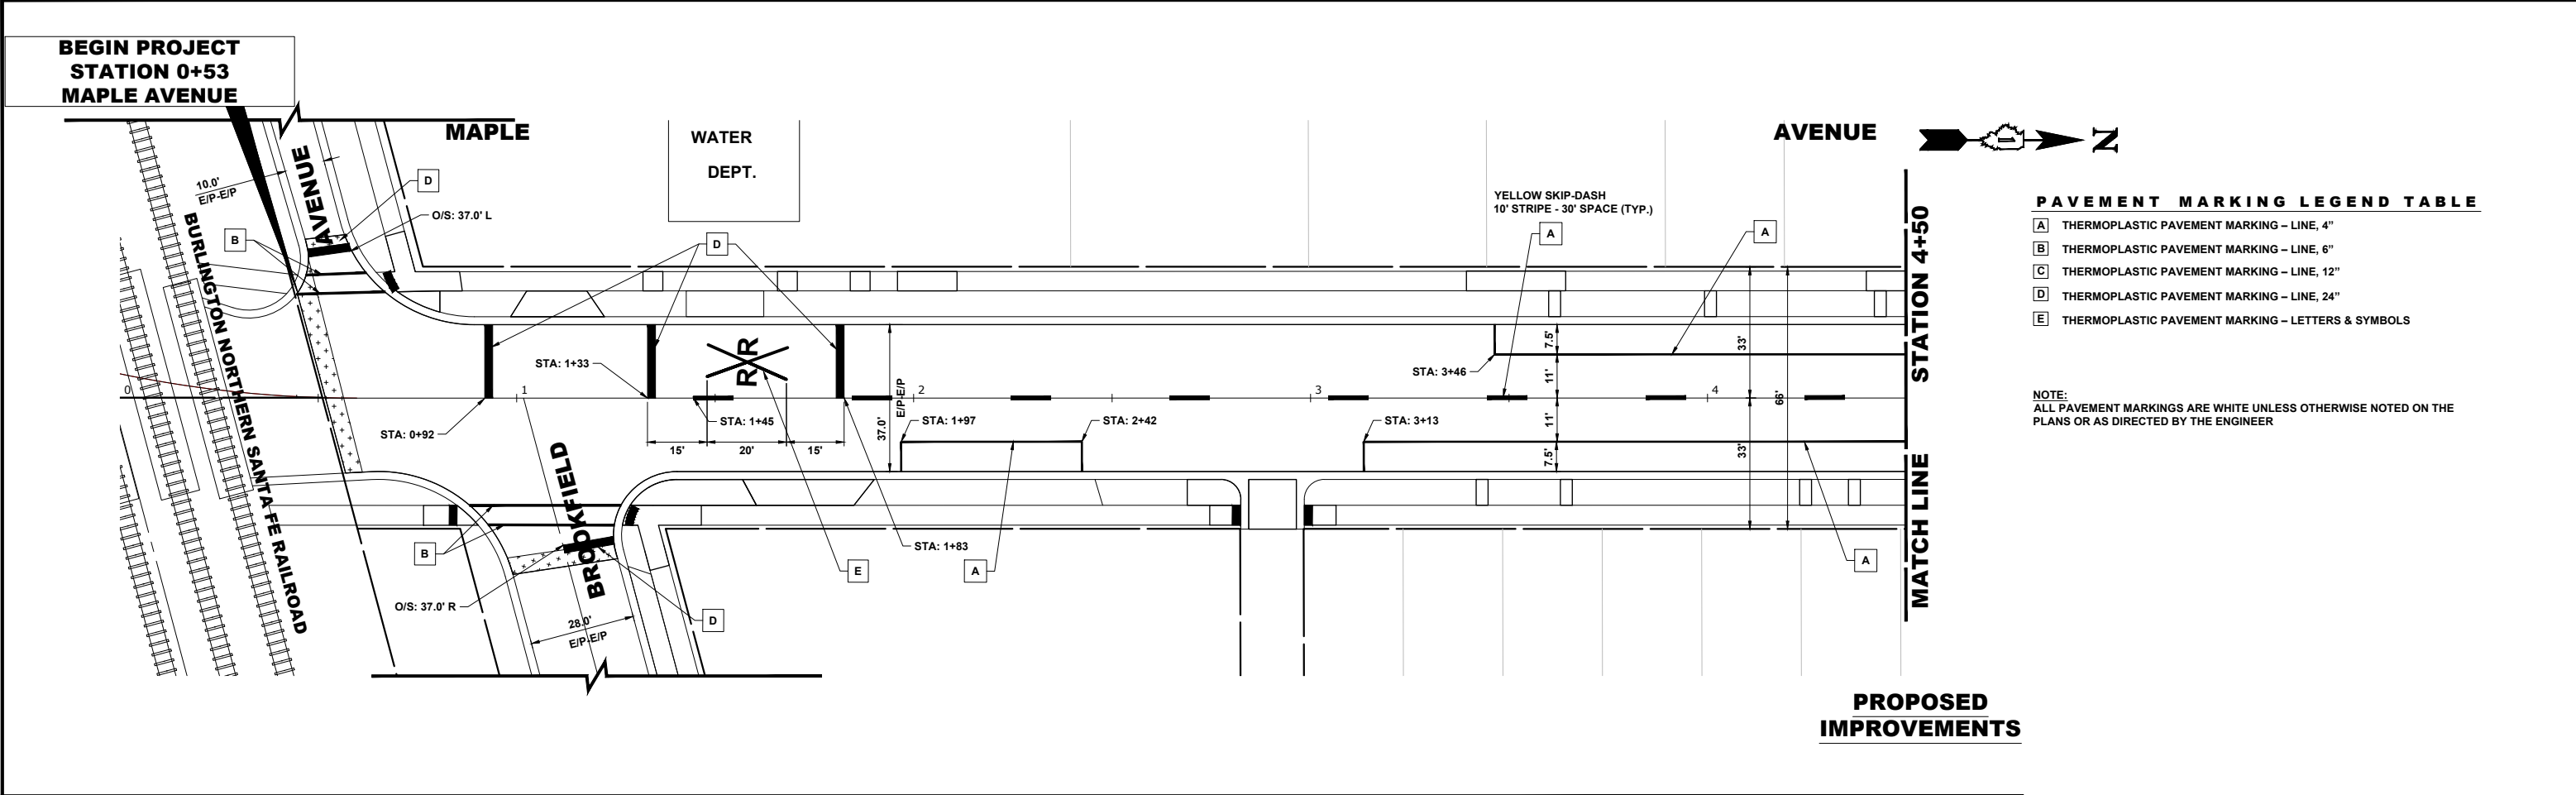 BEGIN PROJECT
STATION 0+53
MAPLE AVENUE
MAPLE
AVENUE
WATER
DEPT.
N
AVENUE
10.0'
E/P-E/P
D
O/S: 37.0' L
B
D
YELLOW SKIP-DASH
10' STRIPE - 30' SPACE (TYP.)
A
A
BURLINGTON NORTHERN SANTA FE RAILROAD
STA: 1+33
R R
STA: 3+46
7.5'
11'
33'
66'
0
1
2
3
4
STA: 0+92
STA: 1+45
15'
20'
15'
37.0'
E/P-E/P
STA: 1+97
STA: 2+42
STA: 3+13
11'
7.5'
33'
BROOKFIELD
B
STA: 1+83
E
A
A
O/S: 37.0' R
D
28.0'
E/P-E/P
STATION 4+50
MATCH LINE
PAVEMENT MARKING LEGEND TABLE
A THERMOPLASTIC PAVEMENT MARKING – LINE, 4”
B THERMOPLASTIC PAVEMENT MARKING – LINE, 6”
C THERMOPLASTIC PAVEMENT MARKING – LINE, 12”
D THERMOPLASTIC PAVEMENT MARKING – LINE, 24”
E THERMOPLASTIC PAVEMENT MARKING – LETTERS & SYMBOLS
NOTE:
ALL PAVEMENT MARKINGS ARE WHITE UNLESS OTHERWISE NOTED ON THE
PLANS OR AS DIRECTED BY THE ENGINEER
PROPOSED
IMPROVEMENTS